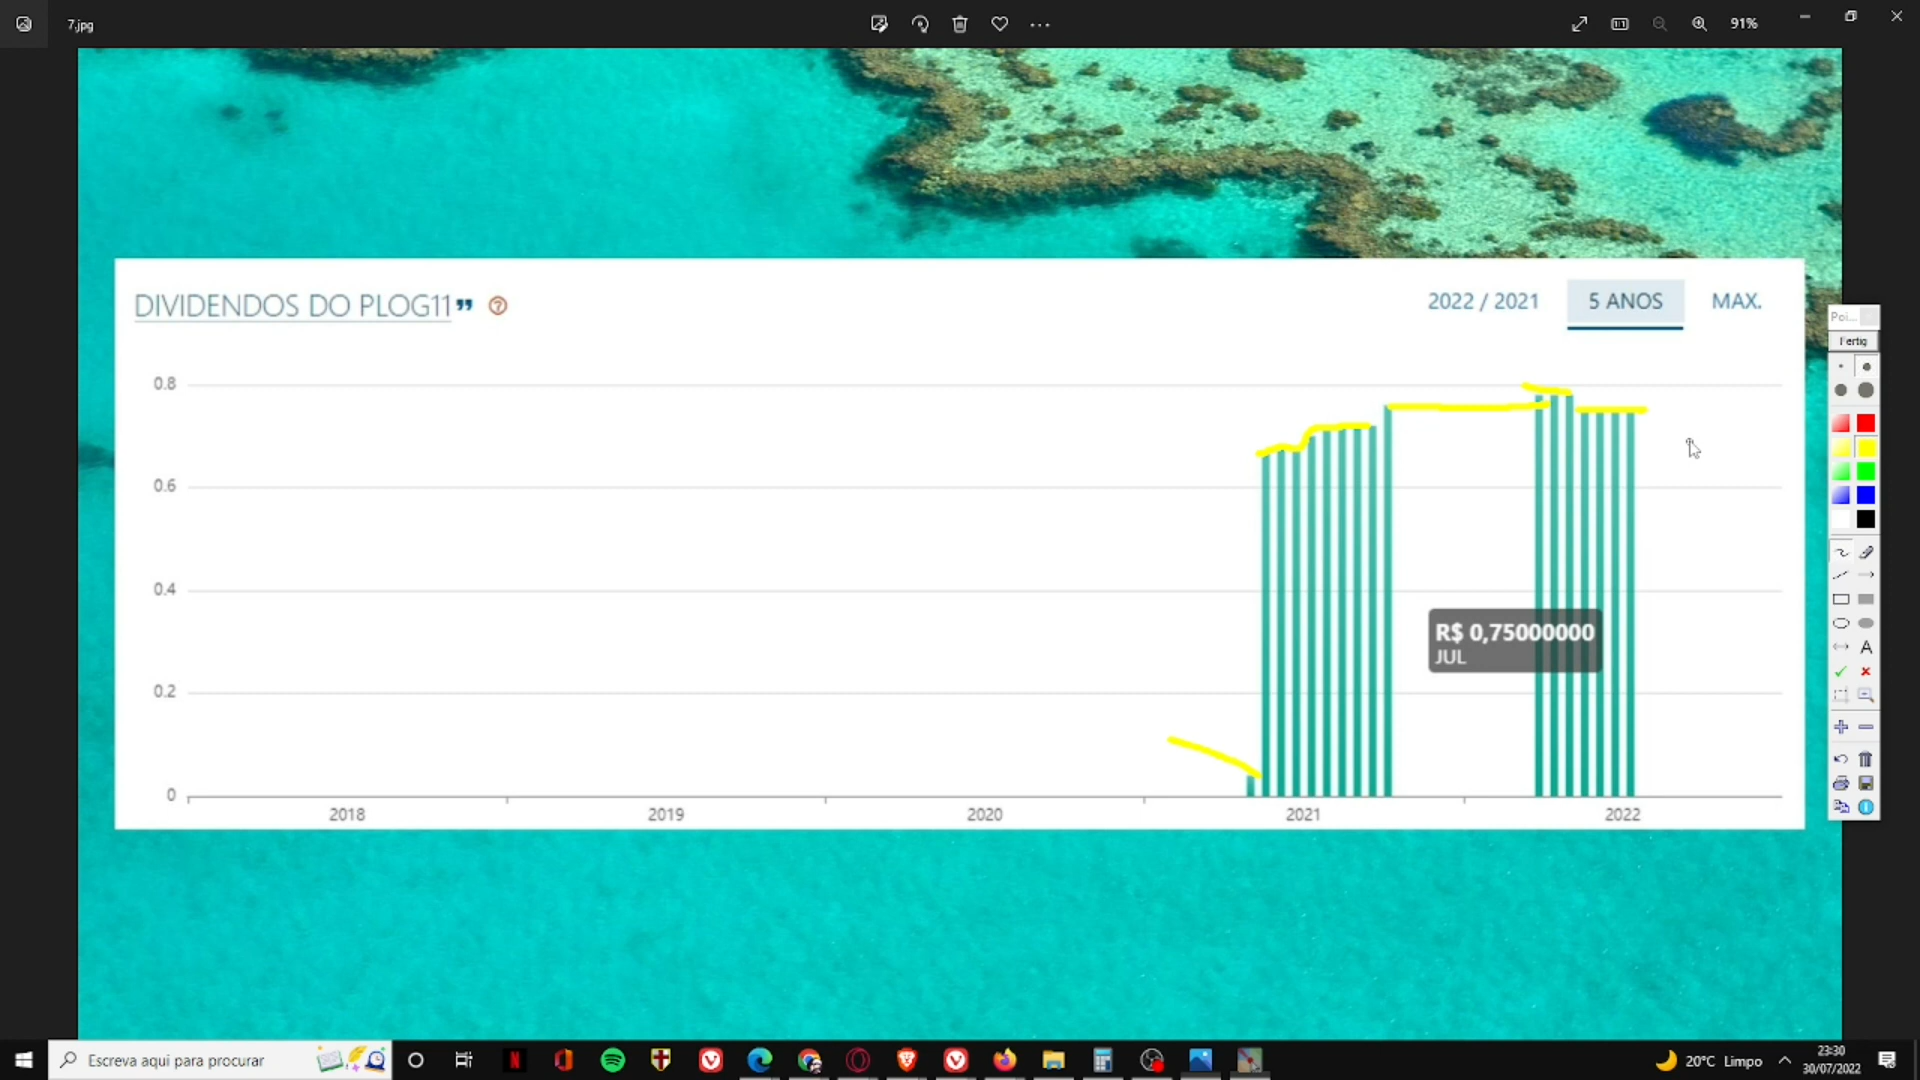 7.jpg
91%
DIVIDENDOS DO PLOG11
2022 / 2021
5 ANOS
MAX.
Poi...
Fertig
0.8
0.6
0.4
0.2
0
R$ 0,75000000
JUL
2018
2019
2020
2021
2022
A
Escreva aqui para procurar
20°C Limpo
23:30
30/07/2022